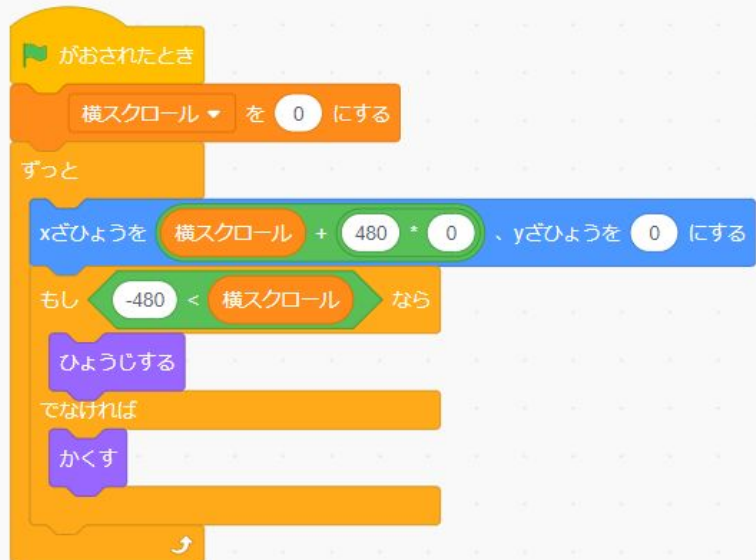 がおされたとき
横スクロール を 0 にする
ずっと
xざひょうを 横スクロール + 480 * 0 、yざひょうを 0 にする
もし -480 < 横スクロール なら
ひょうじする
でなければ
かくす